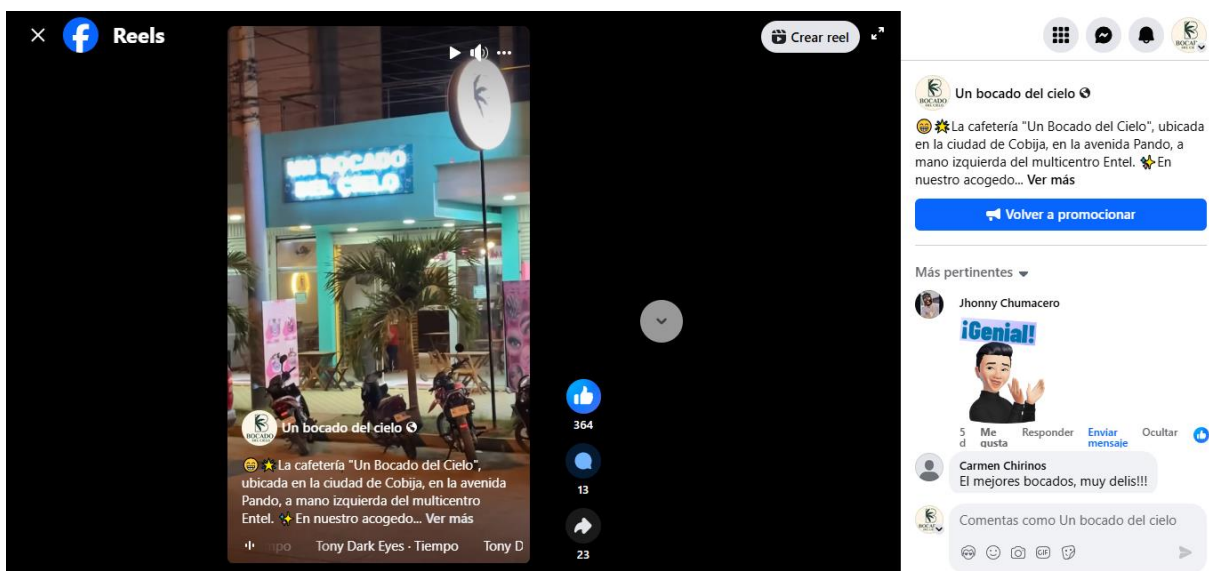 Reels
Crear reel
UN BOCADO
DEL CIELO
364
13
23
Un bocado del cielo
La cafetería "Un Bocado del Cielo",
ubicada en la ciudad de Cobija, en la avenida
Pando, a mano izquierda del multicentro
Entel. En nuestro acogedo... Ver más
mpo Tony Dark Eyes · Tiempo Tony D
BOCADO
Un bocado del cielo
La cafetería "Un Bocado del Cielo", ubicada
en la ciudad de Cobija, en la avenida Pando, a
mano izquierda del multicentro Entel. En
nuestro acogedo... Ver más
Volver a promocionar
Más pertinentes
Jhonny Chumacero
¡Genial!
5 d Me gusta Responder Enviar mensaje Ocultar
Carmen Chirinos
El mejores bocados, muy delis!!!
Comentas como Un bocado del cielo
GIF